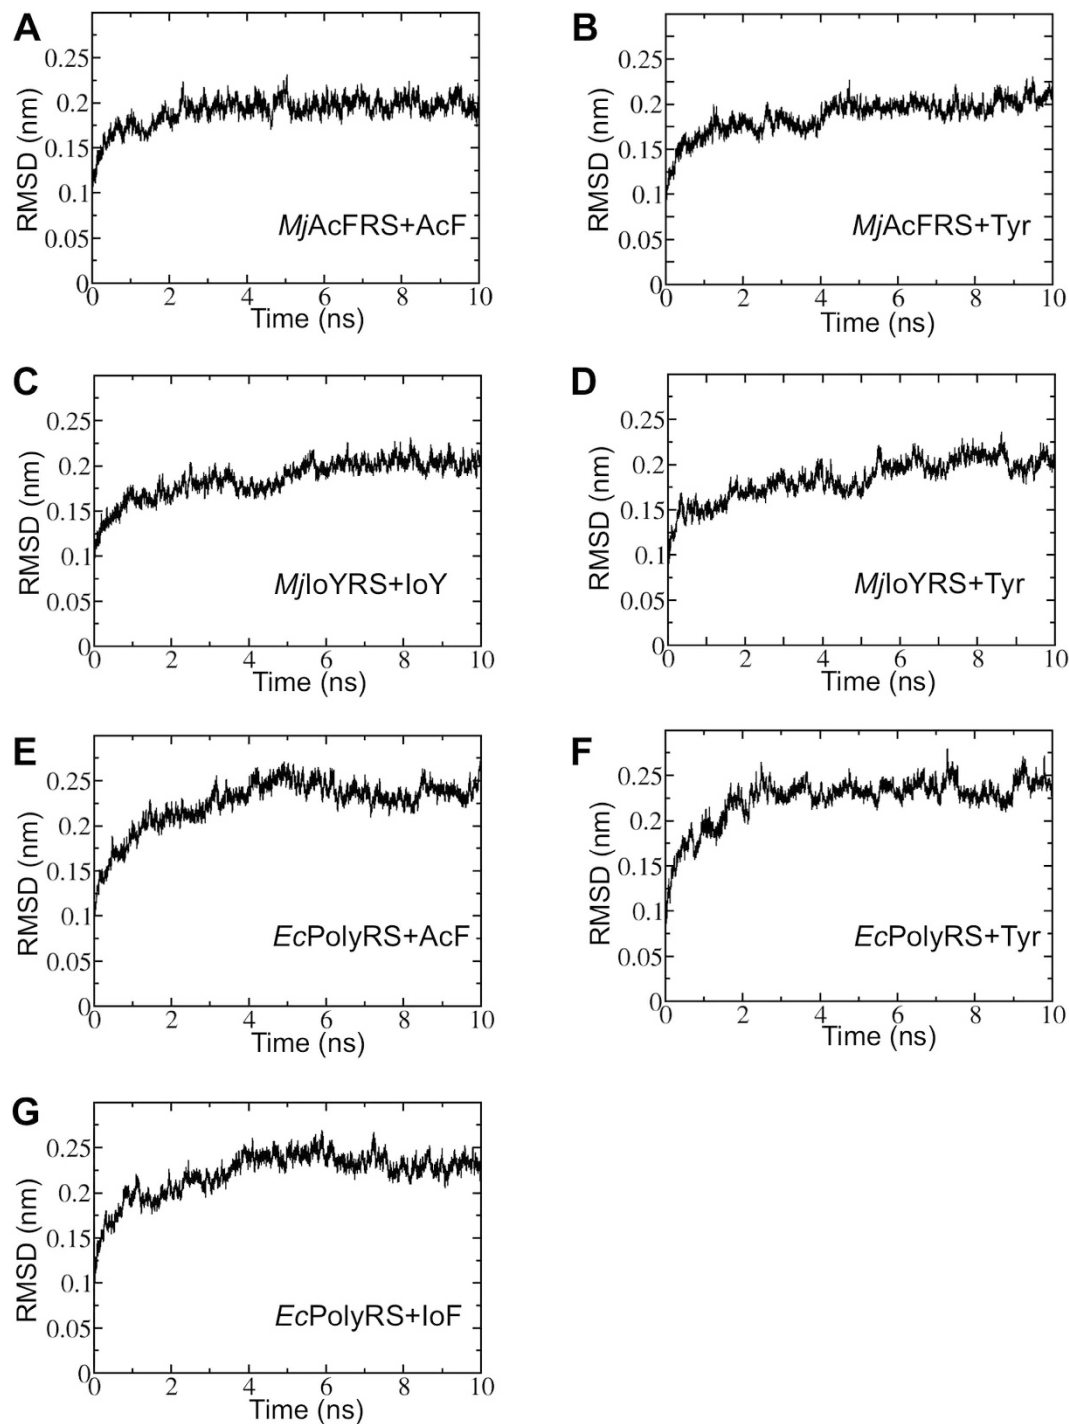 A
RMSD (nm)
0.25
0.2
0.15
0.1
0.05
0
MjAcFRS+AcF
0 2 4 6 8 10
Time (ns)
B
RMSD (nm)
0.25
0.2
0.15
0.1
0.05
0
MjAcFRS+Tyr
0 2 4 6 8 10
Time (ns)
C
RMSD (nm)
0.25
0.2
0.15
0.1
0.05
0
MjIoYRS+IoY
0 2 4 6 8 10
Time (ns)
D
RMSD (nm)
0.25
0.20
0.15
0.1
0.05
0
MjIoYRS+Tyr
0 2 4 6 8 10
Time (ns)
E
RMSD (nm)
0.25
0.2
0.15
0.1
0.05
0
EcPolyRS+AcF
0 2 4 6 8 10
Time (ns)
F
RMSD (nm)
0.25
0.2
0.15
0.1
0.05
0
EcPolyRS+Tyr
0 2 4 6 8 10
Time (ns)
G
RMSD (nm)
0.25
0.2
0.15
0.1
0.05
0
EcPolyRS+IoF
0 2 4 6 8 10
Time (ns)